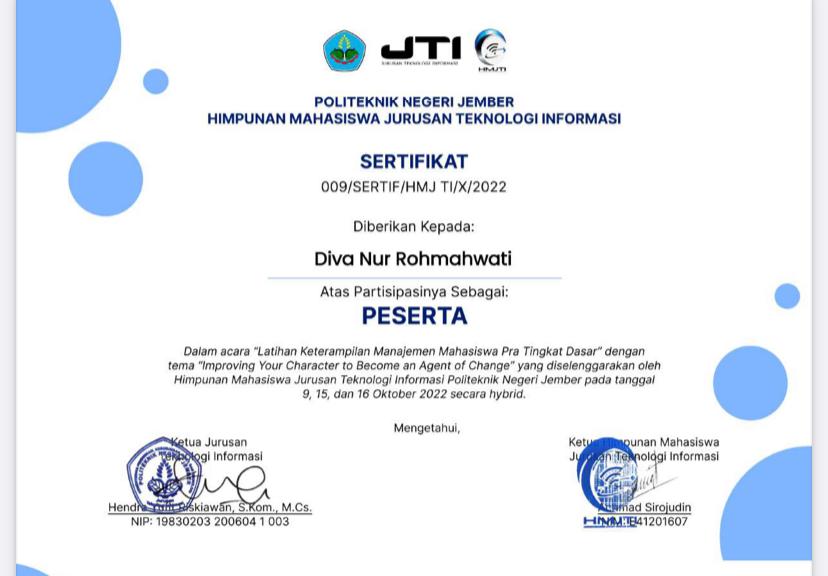 JTI
JURUSAN TEKNOLOGI INFORMASI
HMJTI
POLITEKNIK NEGERI JEMBER
HIMPUNAN MAHASISWA JURUSAN TEKNOLOGI INFORMASI
SERTIFIKAT
009/SERTIF/HMJ TI/X/2022
Diberikan Kepada:
Diva Nur Rohmahwati
Atas Partisipasinya Sebagai:
PESERTA
Dalam acara "Latihan Keterampilan Manajemen Mahasiswa Pra Tingkat Dasar" dengan
tema "Improving Your Character to Become an Agent of Change" yang diselenggarakan oleh
Himpunan Mahasiswa Jurusan Teknologi Informasi Politeknik Negeri Jember pada tanggal
9, 15, dan 16 Oktober 2022 secara hybrid.
Mengetahui,
Ketua Jurusan
Teknologi Informasi
Hendra Riskiawan, S.Kom., M.Cs.
NIP: 19830203 200604 1 003
Ketua Himpunan Mahasiswa
Jurusan Teknologi Informasi
Sirojudin